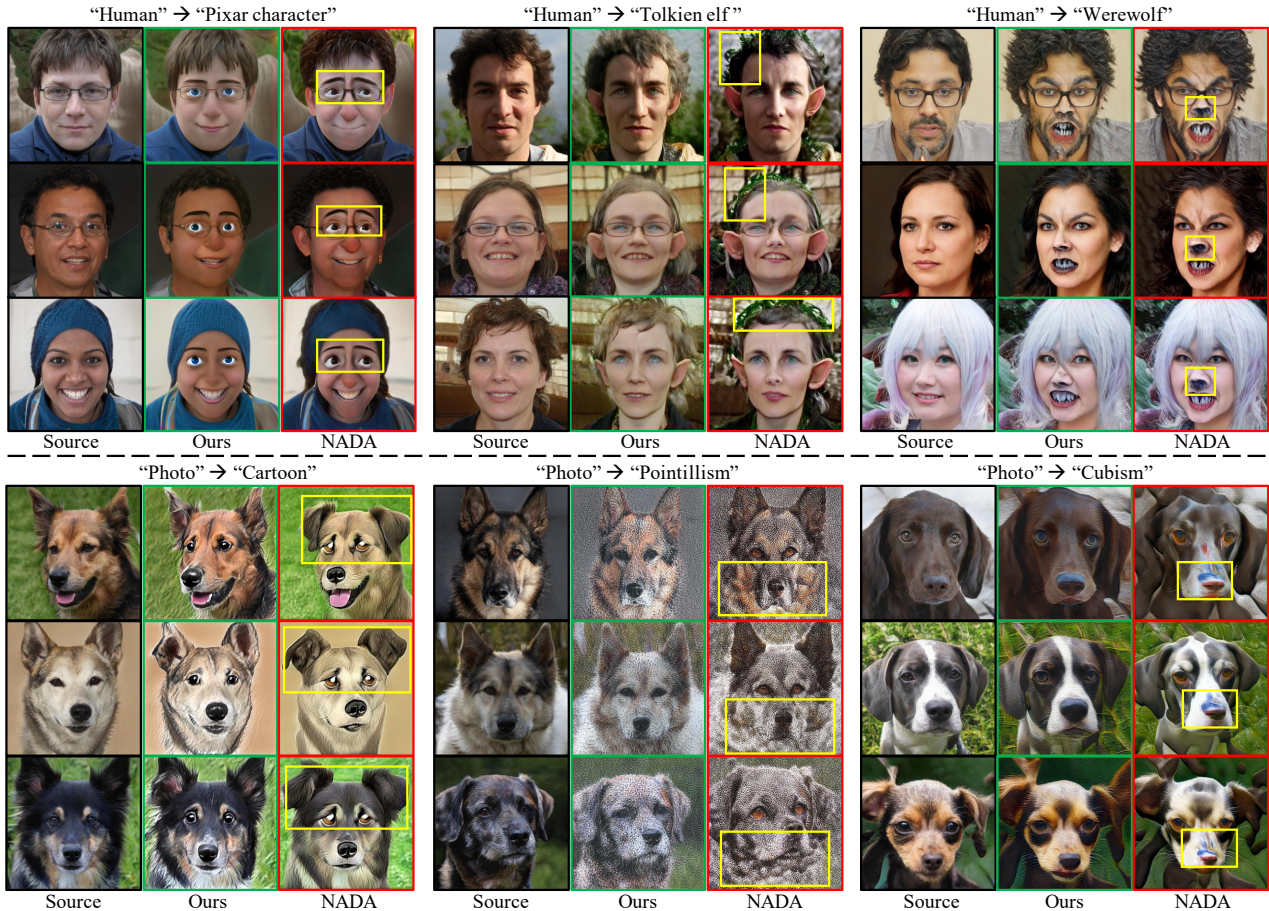 “Human” → “Pixar character” “Human” → “Tolkien elf ” “Human” → “Werewolf”
Source Ours NADA Source Ours NADA Source Ours NADA
“Photo” → “Cartoon” “Photo” → “Pointillism” “Photo” → “Cubism”
Source Ours NADA Source Ours NADA Source Ours NADA